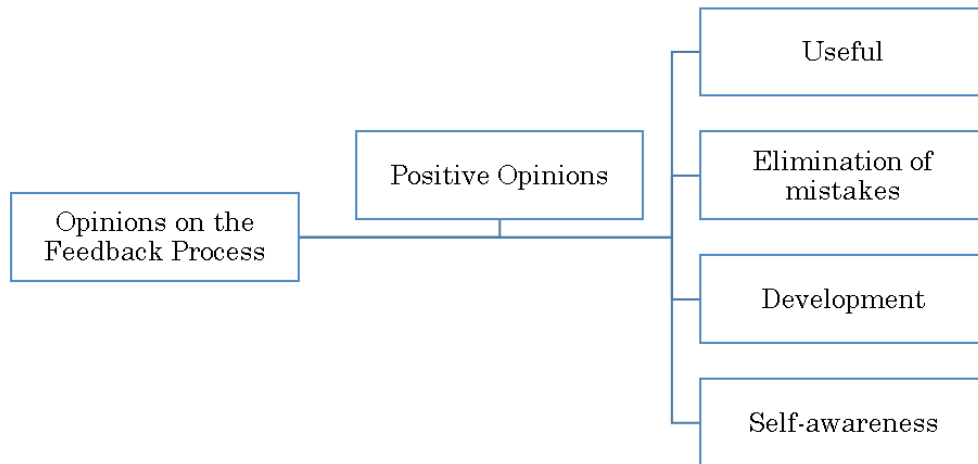 Opinions on the
Feedback Process
Positive Opinions
Useful
Elimination of
mistakes
Development
Self-awareness